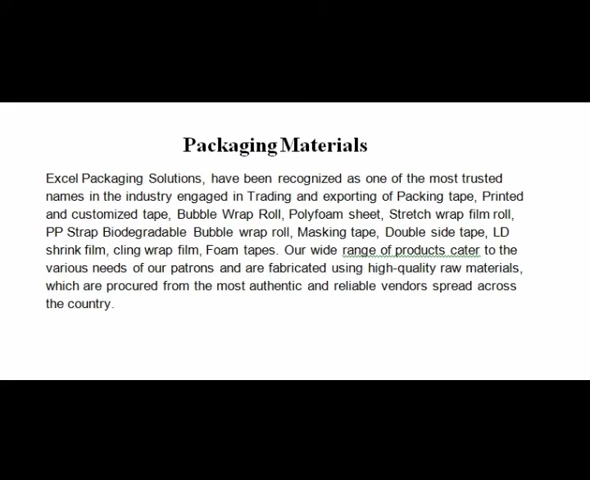 Packaging Materials
Excel Packaging Solutions, have been recognized as one of the most trusted
names in the industry engaged in Trading and exporting of Packing tape, Printed
and customized tape, Bubble Wrap Roll, Polyfoam sheet, Stretch wrap film roll,
PP Strap Biodegradable Bubble wrap roll, Masking tape, Double side tape, LD
shrink film, cling wrap film, Foam tapes. Our wide range of products cater to the
various needs of our patrons and are fabricated using high-quality raw materials,
which are procured from the most authentic and reliable vendors spread across
the country.